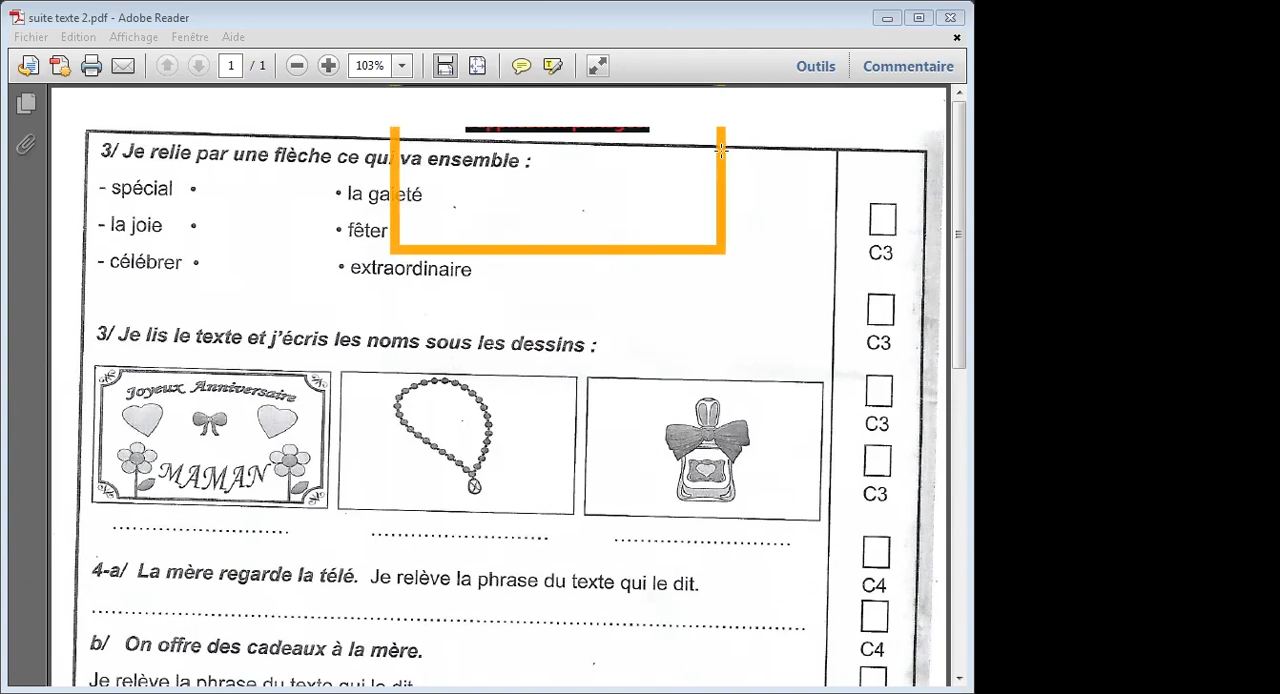 suite texte 2.pdf - Adobe Reader
Fichier Edition Affichage Fenêtre Aide
1 / 1 103% Outils Commentaire
3/ Je relie par une flèche ce qui va ensemble :
- spécial • • la gaieté
- la joie • • fêter
- célébrer • • extraordinaire
C3
C3
3/ Je lis le texte et j'écris les noms sous les dessins :
Joyeux Anniversaire
MAMAN
C3
C3
4-a/ La mère regarde la télé. Je relève la phrase du texte qui le dit.
C4
b/ On offre des cadeaux à la mère.
C4
Je relève la phrase du texte qui le dit